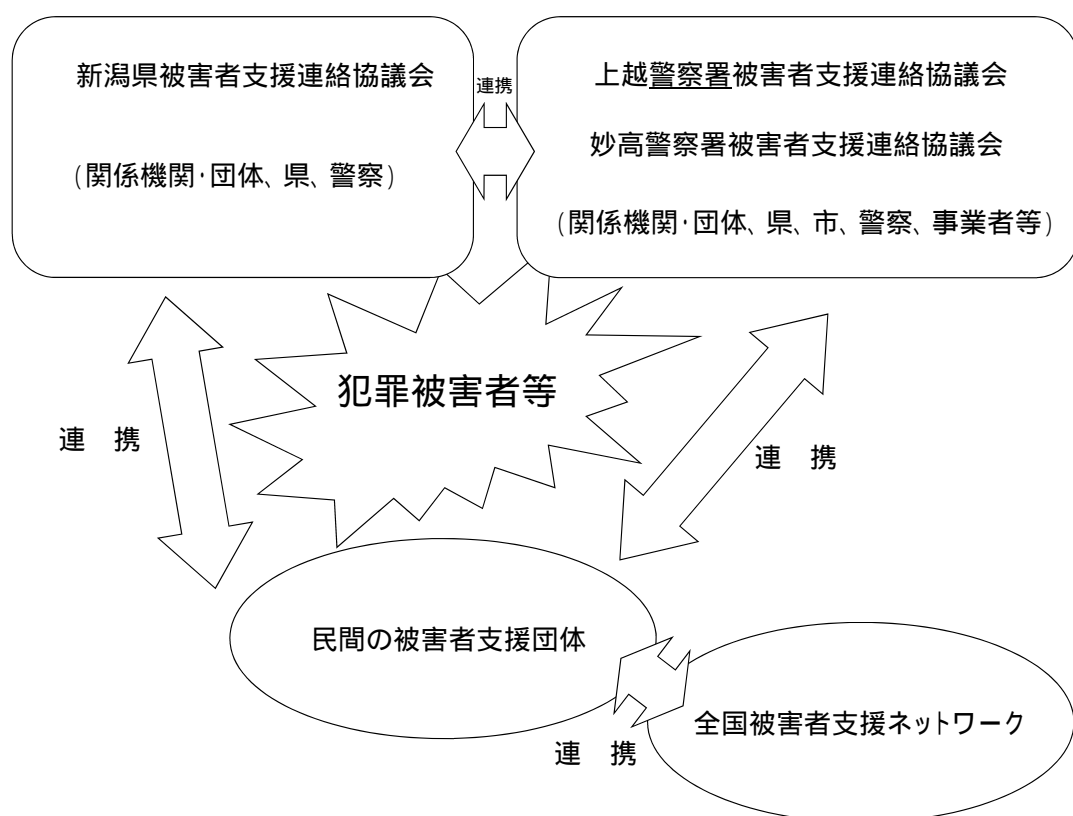 新潟県被害者支援連絡協議会
(関係機関・団体、県、警察)
連携
上越警察署被害者支援連絡協議会
妙高警察署被害者支援連絡協議会
(関係機関・団体、県、市、警察、事業者等)
犯罪被害者等
連　携
連　携
民間の被害者支援団体
全国被害者支援ネットワーク
連　携